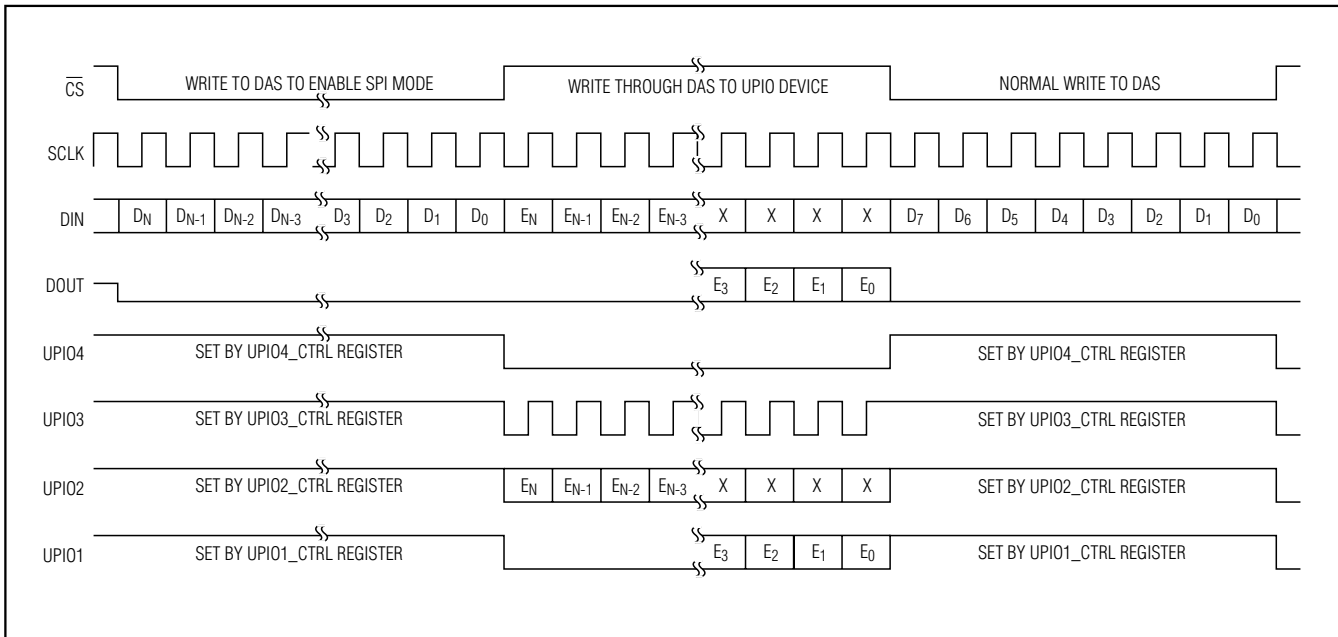 CS WRITE TO DAS TO ENABLE SPI MODE WRITE THROUGH DAS TO UPIO DEVICE NORMAL WRITE TO DAS
SCLK
DIN DN DN-1 DN-2 DN-3 D3 D2 D1 D0 EN EN-1 EN-2 EN-3 X X X X D7 D6 D5 D4 D3 D2 D1 D0
DOUT E3 E2 E1 E0
UPIO4 SET BY UPIO4_CTRL REGISTER SET BY UPIO4_CTRL REGISTER
UPIO3 SET BY UPIO3_CTRL REGISTER SET BY UPIO3_CTRL REGISTER
UPIO2 SET BY UPIO2_CTRL REGISTER EN EN-1 EN-2 EN-3 X X X X SET BY UPIO2_CTRL REGISTER
UPIO1 SET BY UPIO1_CTRL REGISTER E3 E2 E1 E0 SET BY UPIO1_CTRL REGISTER